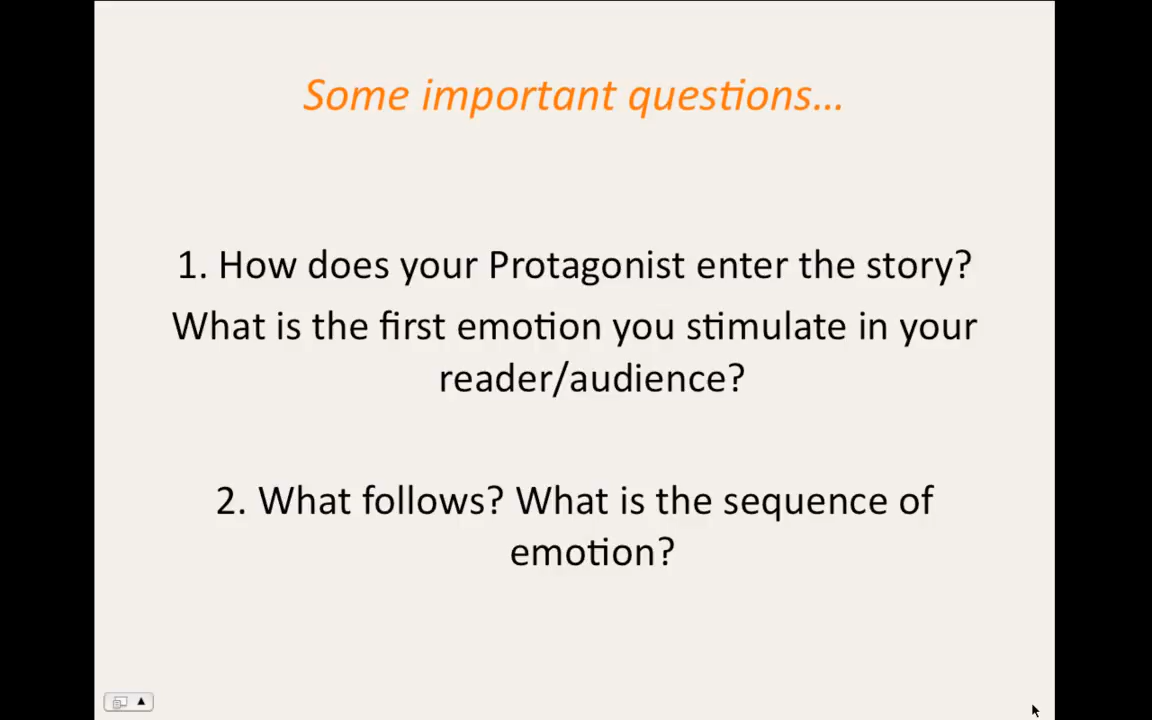 Some important questions...
1. How does your Protagonist enter the story?
What is the first emotion you stimulate in your
reader/audience?
2. What follows? What is the sequence of
emotion?